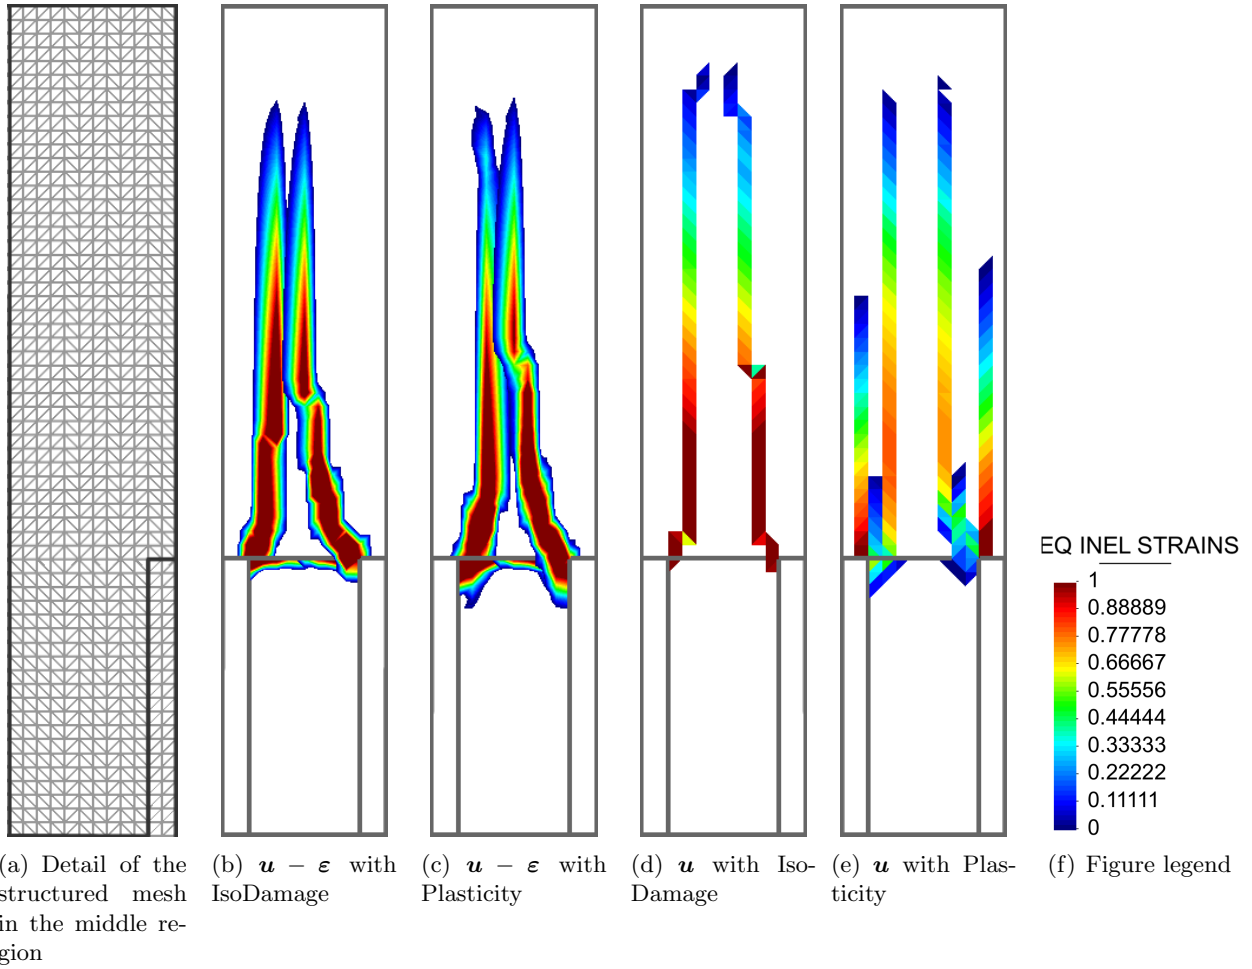 EQ INEL STRAINS
1
0.88889
0.77778
0.66667
0.55556
0.44444
0.33333
0.22222
0.11111
0
(a) Detail of the
structured mesh
in the middle re-
gion
(b) u − ε with
IsoDamage
(c) u − ε with
Plasticity
(d) u with Iso-
Damage
(e) u with Plas-
ticity
(f) Figure legend